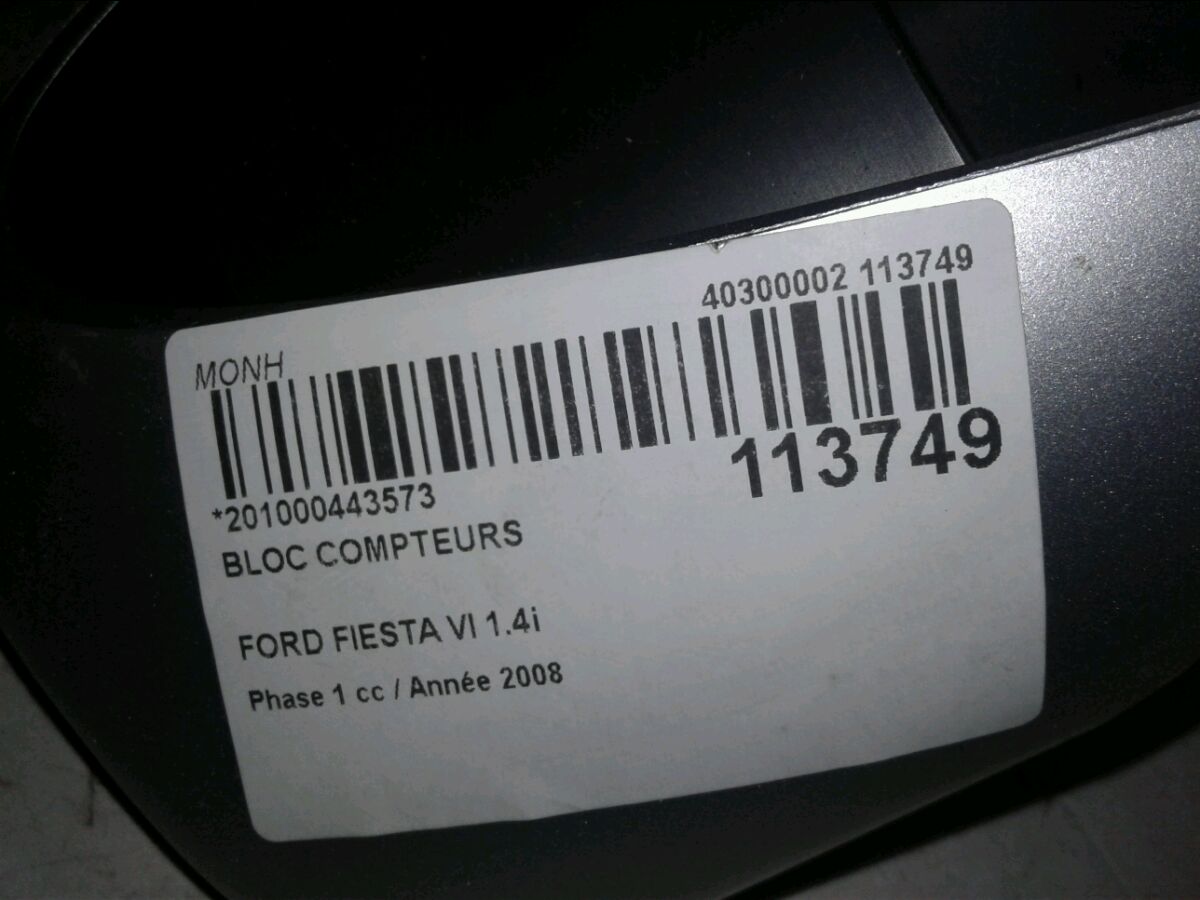 40300002 113749
MONH
113749
*201000443573
BLOC COMPTEURS
FORD FIESTA VI 1.4i
Phase 1 cc / Année 2008